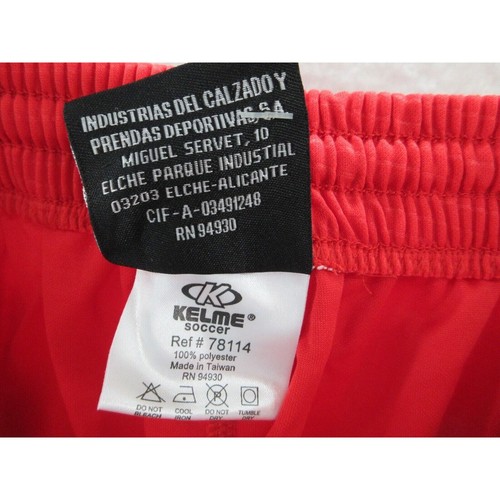 INDUSTRIAS DEL CALZADO Y
PRENDAS DEPORTIVAS, S.A.
MIGUEL SERVET, 10
ELCHE PARQUE INDUSTIAL
03203 ELCHE-ALICANTE
CIF-A-03491248
RN 94930
K
KELME®
soccer
Ref # 78114
100% polyester
Made in Taiwan
RN 94930
DO NOT BLEACH COOL IRON DO NOT DRY CLEAN TUMBLE DRY